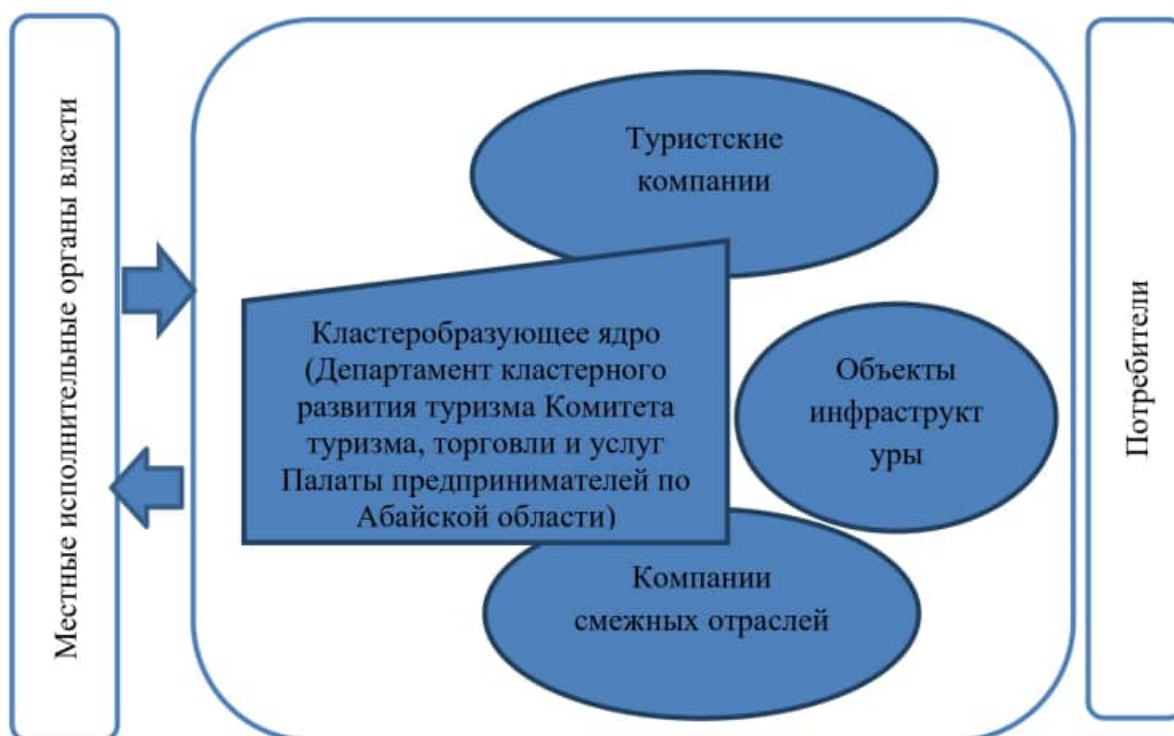 Местные исполнительные органы власти
Туристские
компании
Кластеробразующее ядро
(Департамент кластерного
развития туризма Комитета
туризма, торговли и услуг
Палаты предпринимателей по
Абайской области)
Объекты
инфраструкт
уры
Компании
смежных отраслей
Потребители